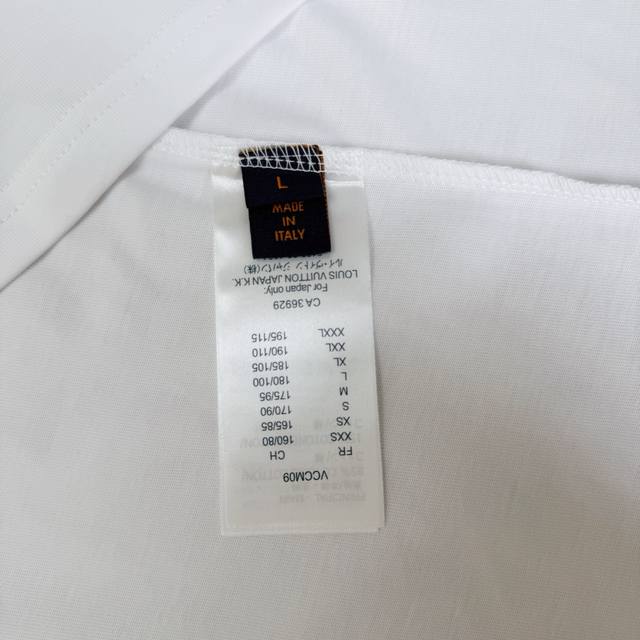 L
MADE
IN
ITALY
VCCM09
FR CH
XXS 160/80
XS 165/85
S 170/90
M 175/95
L 180/100
XL 185/105
XXL 190/110
XXXL 195/115
CA 36929
For Japan only:
LOUIS VUITTON JAPAN K.K.
ルイ・ヴィトン ジャパン(株)